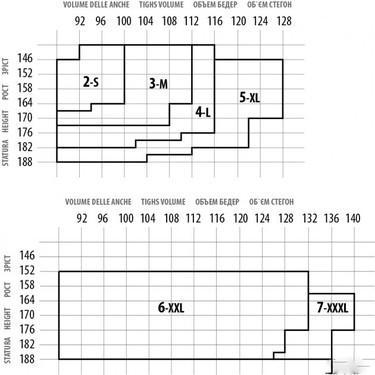 VOLUME DELLE ANCHE TIGHS VOLUME ОБЪЕМ БЕДЕР ОБ`ЄМ СТЕГОН
92 96 100 104 108 112 116 120 124 128
STATURA HEIGHT РОСТ ЗРІСТ
146
152
158
164
170
176
182
188
2-S
3-M
4-L
5-XL
VOLUME DELLE ANCHE TIGHS VOLUME ОБЪЕМ БЕДЕР ОБ`ЄМ СТЕГОН
92 96 100 104 108 112 116 120 124 128 132 136 140
STATURA HEIGHT РОСТ ЗРІСТ
146
152
158
164
170
176
182
188
6-XXL
7-XXXL